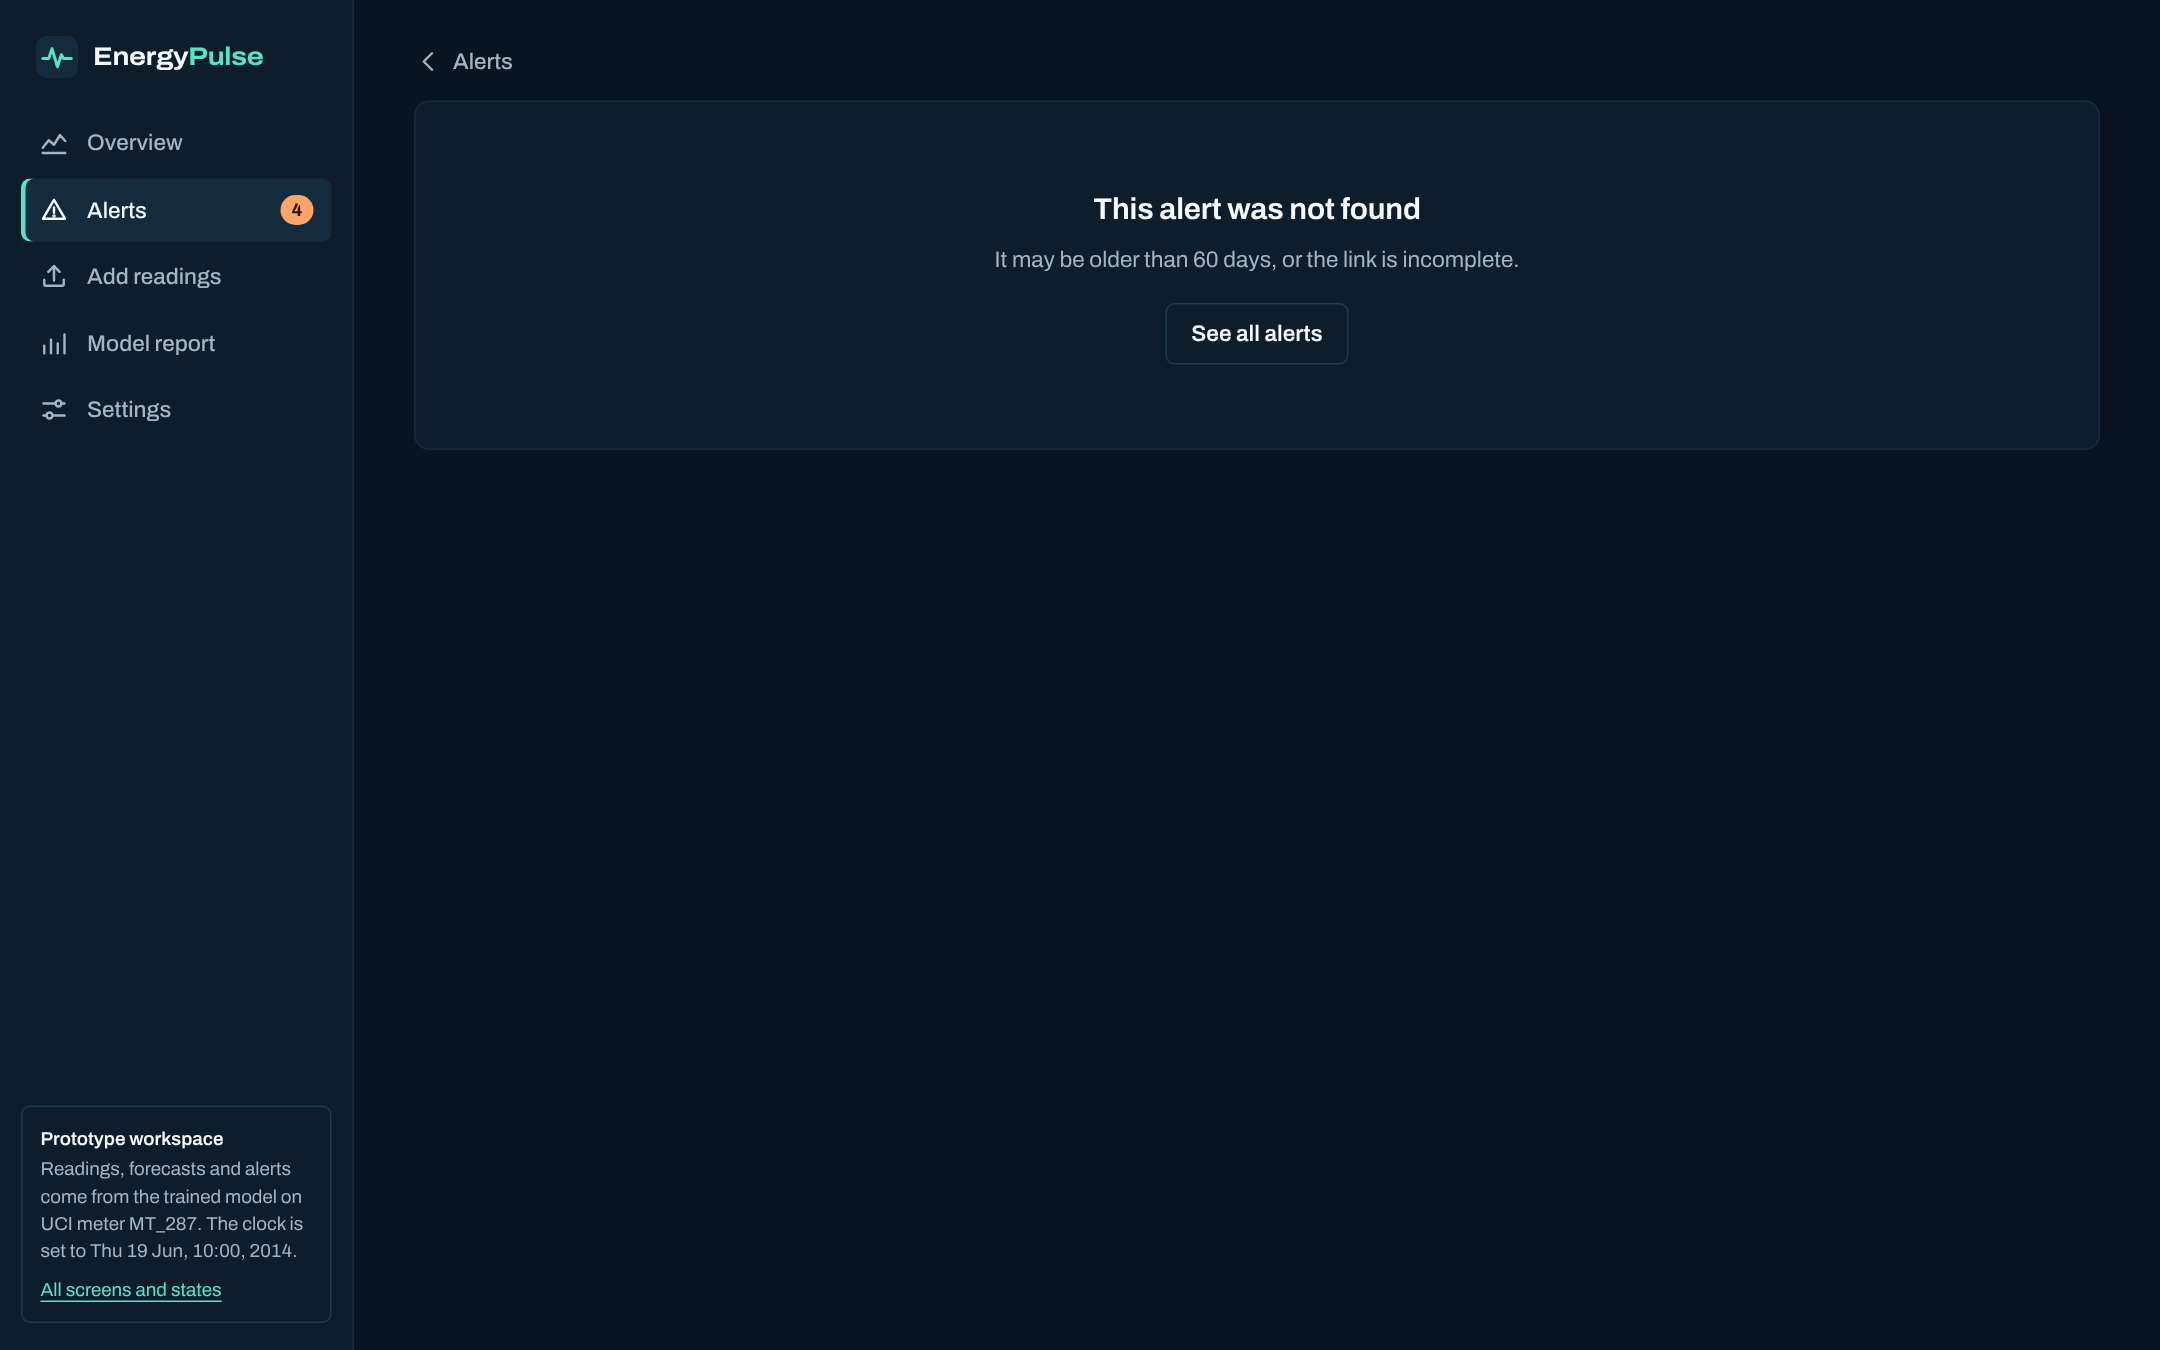 EnergyPulse
Overview
Alerts
4
Add readings
Model report
Settings
Prototype workspace
Readings, forecasts and alerts
come from the trained model on
UCI meter MT_287. The clock is
set to Thu 19 Jun, 10:00, 2014.
All screens and states
Alerts
This alert was not found
It may be older than 60 days, or the link is incomplete.
See all alerts